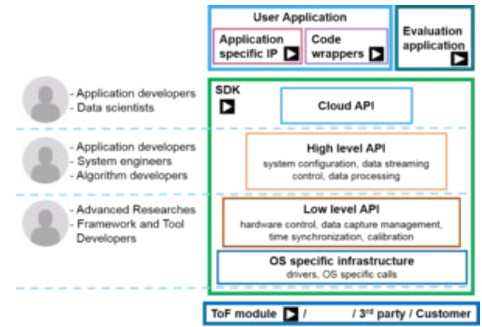 User Application
Application
specific IP
Code
wrappers
Evaluation
application
SDK
- Application developers
- Data scientists
Cloud API
- Application developers
- System engineers
- Algorithm developers
High level API
system configuration, data streaming
control, data processing
- Advanced Researches
- Framework and Tool
Developers
Low level API
hardware control, data capture management,
time synchronization, calibration
OS specific infrastructure
drivers, OS specific calls
ToF module / / 3rd party / Customer